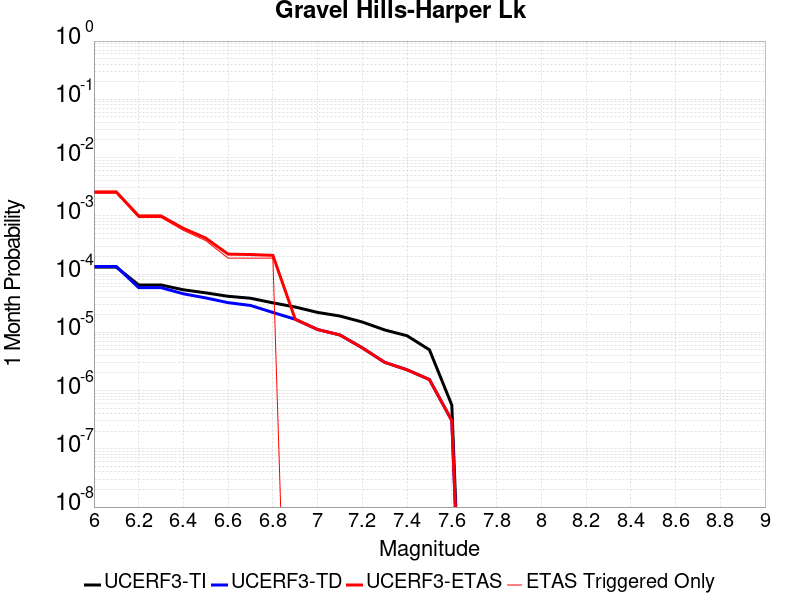 Gravel Hills-Harper Lk
10^0
10^-1
10^-2
10^-3
10^-4
10^-5
10^-6
10^-7
10^-8
1 Month Probability
6 6.2 6.4 6.6 6.8 7 7.2 7.4 7.6 7.8 8 8.2 8.4 8.6 8.8 9
Magnitude
UCERF3-TI UCERF3-TD UCERF3-ETAS ETAS Triggered Only